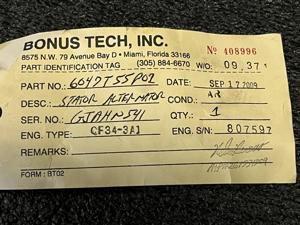 BONUS TECH, INC.
8575 N.W. 79 Avenue Bay D • Miami, Florida 33166
Nº 408996
PART IDENTIFICATION TAG (305) 884-6670 W/O: 09,371
PART NO.: 6047T55P02 DATE: SEP 17 2009
DESC.: STATOR ALTERNATOR COND.: AR
SER. NO.: GJAHN541 QTY.: 1
ENG. TYPE: CF34-3A1 ENG. S/N: 807597
REMARKS:
FORM: BT02